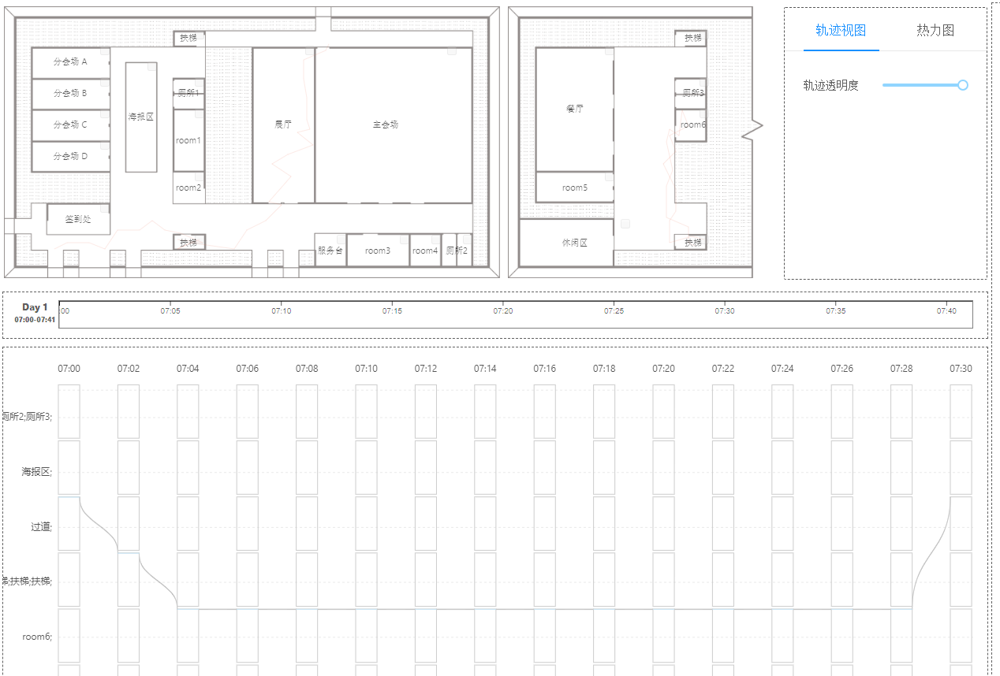 扶梯
分会场 A
分会场 B
分会场 C
分会场 D
海报区
厕所1
room1
room2
展厅
主会场
签到处
扶梯
服务台
room3
room4
厕所2
扶梯
餐厅
厕所3
room6
room5
休闲区
扶梯
轨迹视图 热力图
轨迹透明度
Day 1
07:00-07:41
:00 07:05 07:10 07:15 07:20 07:25 07:30 07:35 07:40
07:00 07:02 07:04 07:06 07:08 07:10 07:12 07:14 07:16 07:18 07:20 07:22 07:24 07:26 07:28 07:30
厕所2;厕所3;
海报区;
过道;
梯;扶梯;扶梯;
room6;